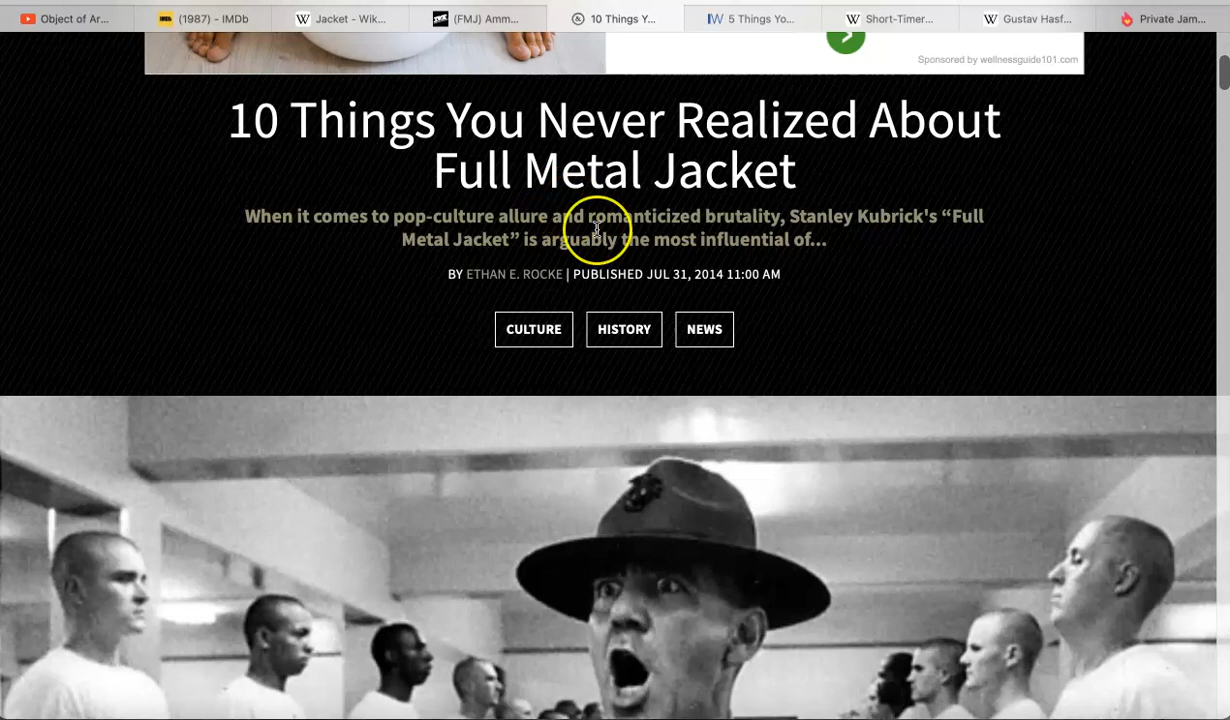 Object of Ar...
(1987) - IMDb
Jacket - Wik...
(FMJ) Amm...
10 Things Y...
5 Things Yo...
Short-Timer...
Gustav Hasf...
Private Jam...
Sponsored by wellnessguide101.com
10 Things You Never Realized About
Full Metal Jacket
When it comes to pop-culture allure and romanticized brutality, Stanley Kubrick's “Full
Metal Jacket” is arguably the most influential of...
BY ETHAN E. ROCKE | PUBLISHED JUL 31, 2014 11:00 AM
CULTURE
HISTORY
NEWS